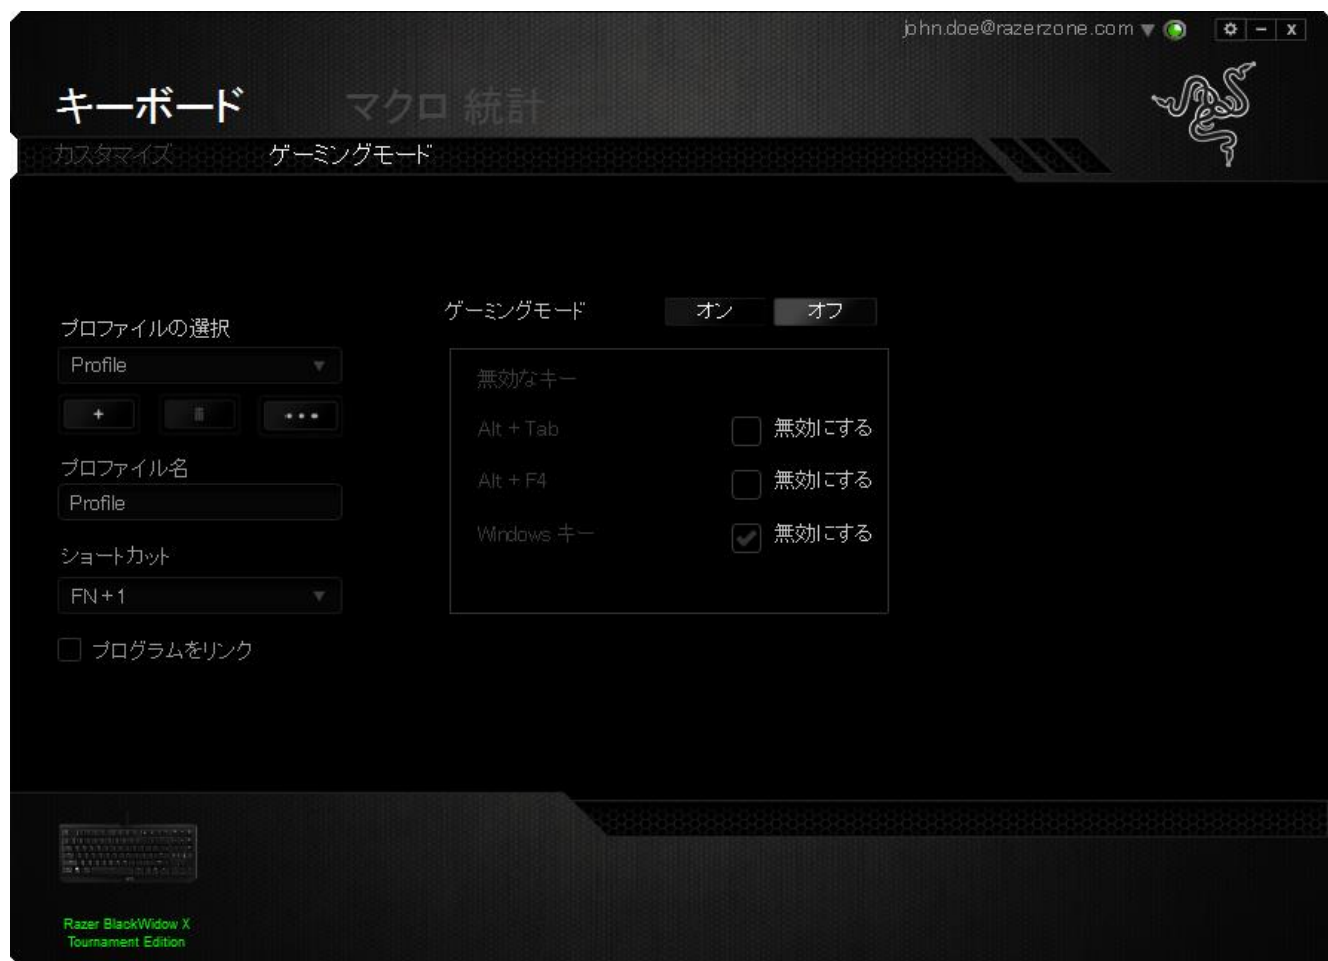 john.doe@razerzone.com
キーボード マクロ 統計
カスタマイズ ゲーミングモード
プロファイルの選択
Profile
+
プロファイル名
Profile
ショートカット
FN + 1
プログラムをリンク
ゲーミングモード オン オフ
無効なキー
Alt + Tab 無効にする
Alt + F4 無効にする
Windows キー 無効にする
Razer BlackWidow X
Tournament Edition